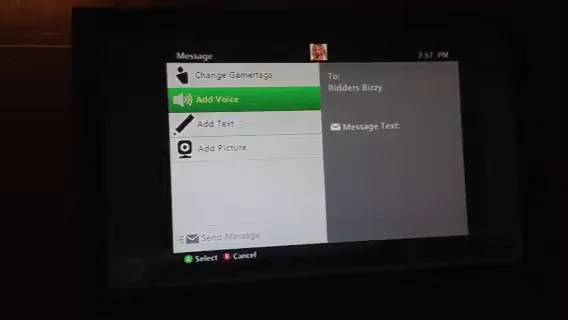 Message
7:57 PM
Change Gamertags
Add Voice
Add Text
Add Picture
Send Message
To:
Ridders Bizzy
Message Text:
A Select B Cancel